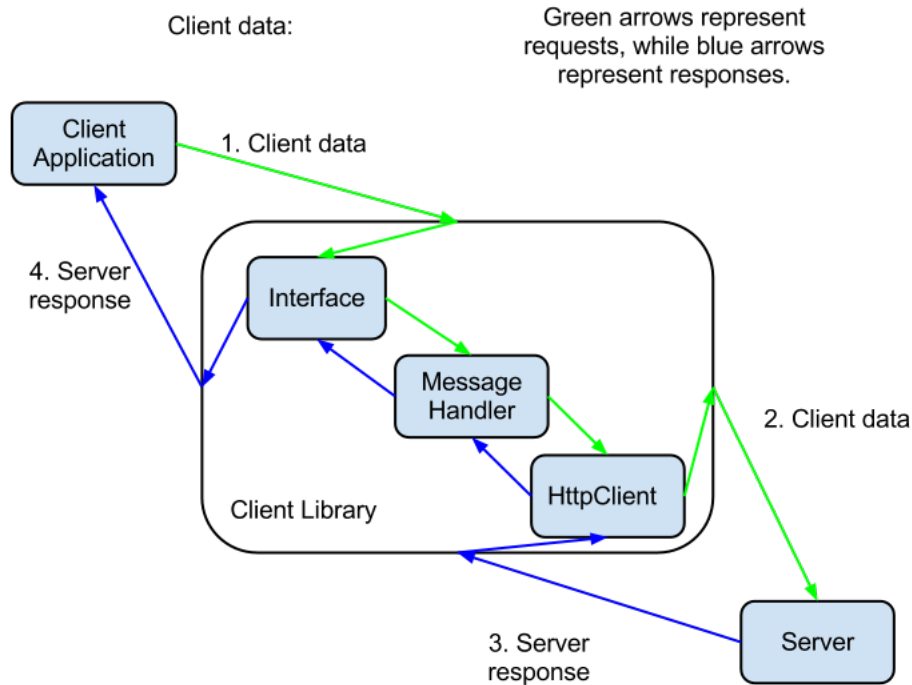 Client data:
Green arrows represent
requests, while blue arrows
represent responses.
Client
Application
1. Client data
4. Server
response
Interface
Message
Handler
2. Client data
HttpClient
Client Library
3. Server
response
Server